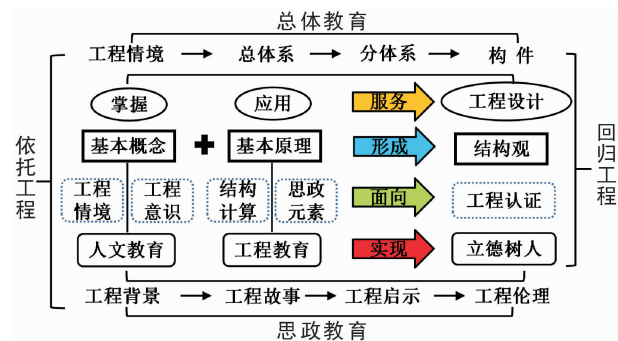 总体教育
工程情境 总体系 分体系 构件
掌握 应用 服务 工程设计
基本概念 + 基本原理 形成 结构观
依托工程
回归工程
工程情境 工程意识 结构计算 思政元素 面向 工程认证
人文教育 工程教育 实现 立德树人
工程背景 工程故事 工程启示 工程伦理
思政教育